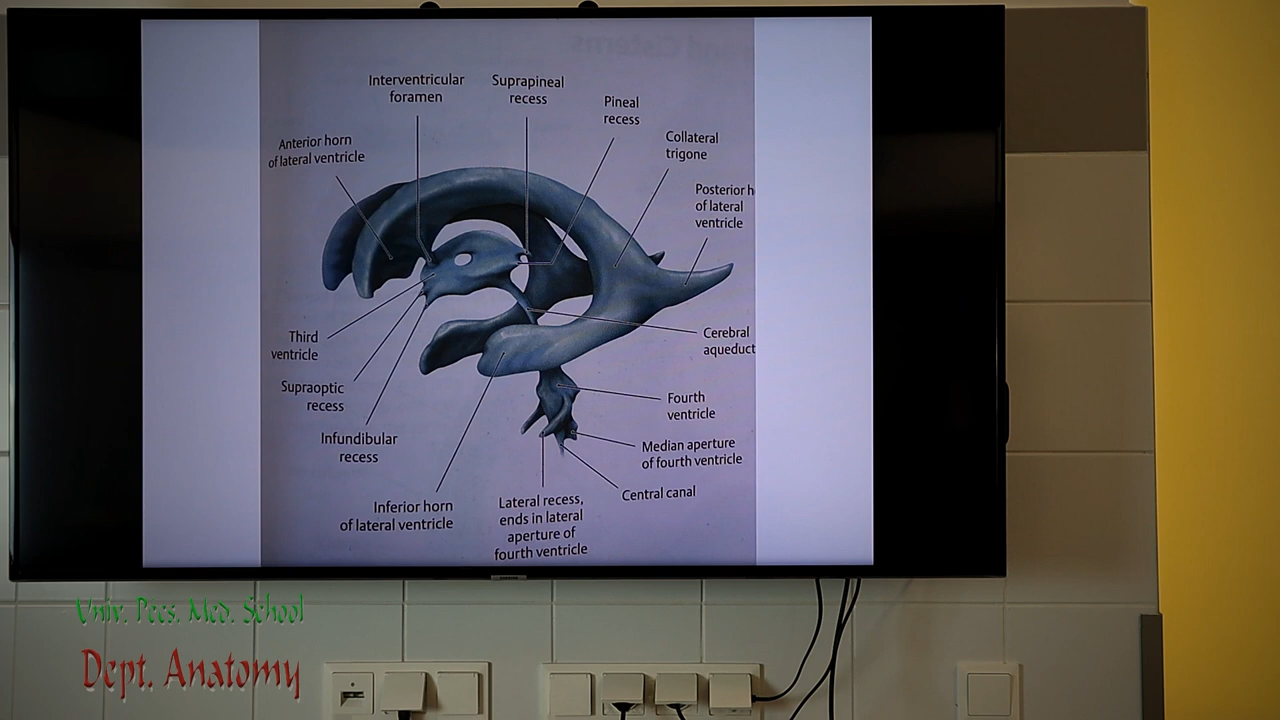 Interventricular
foramen
Suprapineal
recess
Pineal
recess
Anterior horn
of lateral ventricle
Collateral
trigone
Posterior h
of lateral
ventricle
Third
ventricle
Cerebral
aqueduct
Supraoptic
recess
Fourth
ventricle
Infundibular
recess
Median aperture
of fourth ventricle
Central canal
Inferior horn
of lateral ventricle
Lateral recess,
ends in lateral
aperture of
fourth ventricle
Univ. Pecs. Med. School
Dept. Anatomy